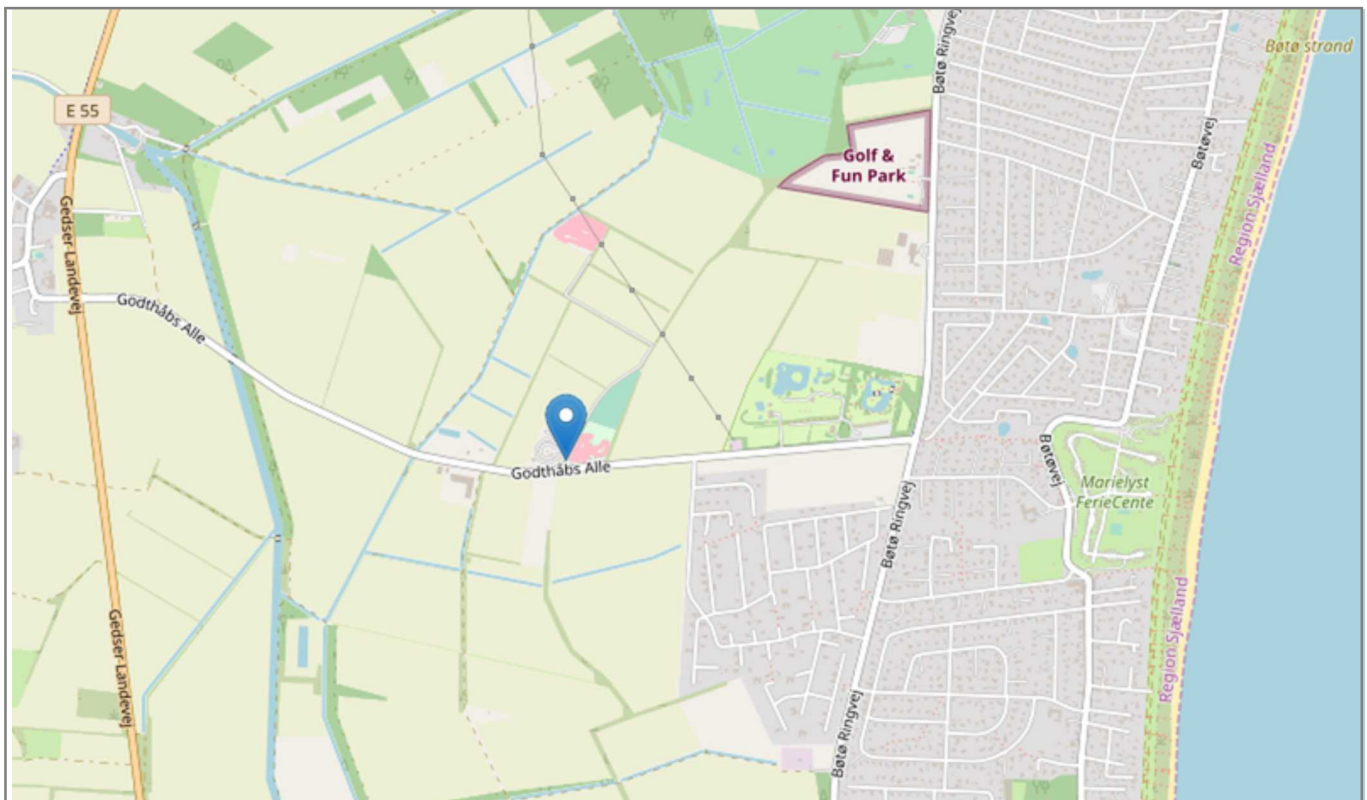 Bøtø Ringvej
Bøtø strand
E 55
Bøtøvej
Golf &
Fun Park
Region Sjælland
Gedser Landevej
Godthåbs Alle
Godthåbs Alle
Bøtøvej
Marielyst
FerieCente
Bøtø Ringvej
Region Sjælland
Gedser Landevej
Bøtø Ringvej